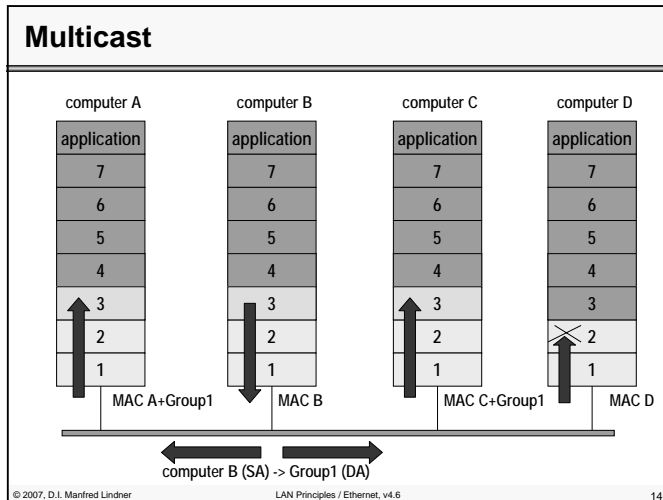 Multicast
computer A
computer B
computer C
computer D
application
application
application
application
7
7
7
7
6
6
6
6
5
5
5
5
4
4
4
4
3
3
3
3
2
2
2
2
1
1
1
1
MAC A+Group1
MAC B
MAC C+Group1
MAC D
computer B (SA) -> Group1 (DA)
© 2007, D.I. Manfred Lindner
LAN Principles / Ethernet, v4.6
14